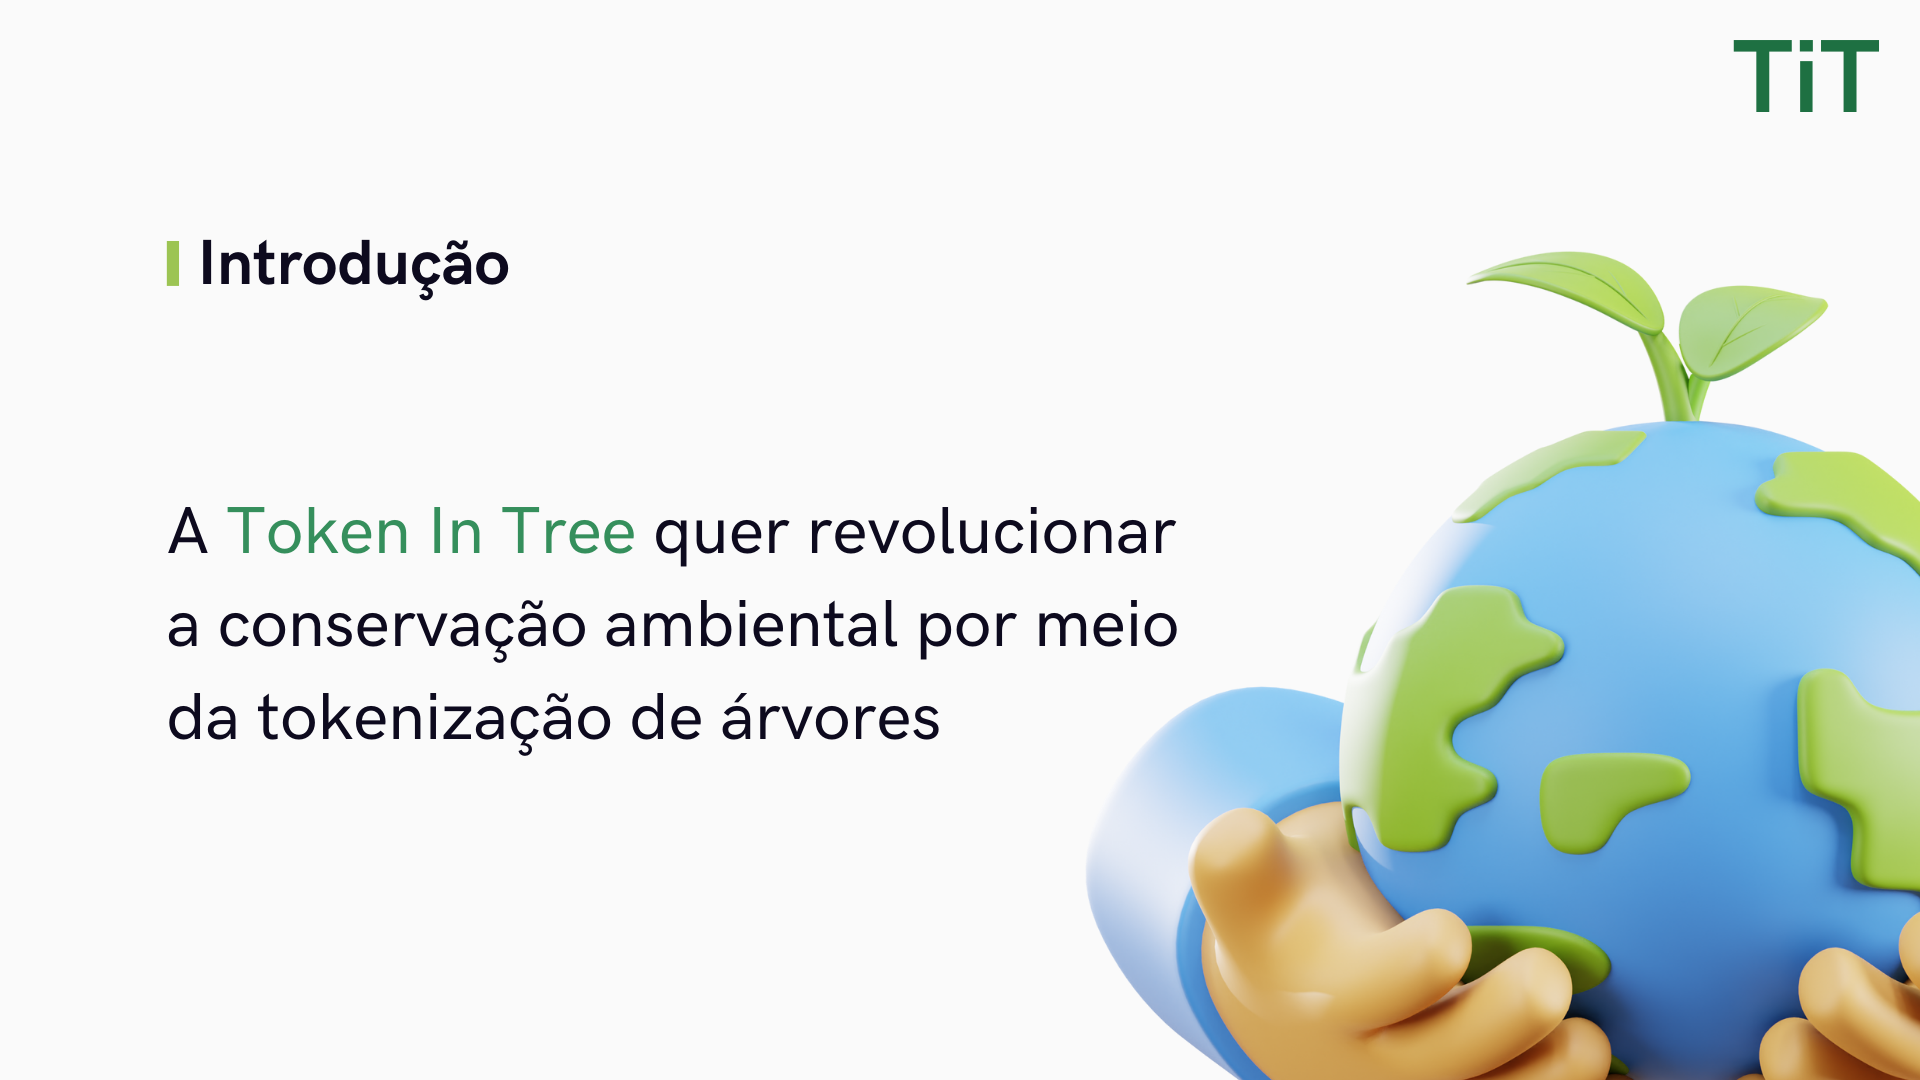 TiT
Introdução
A Token In Tree quer revolucionar
a conservação ambiental por meio
da tokenização de árvores